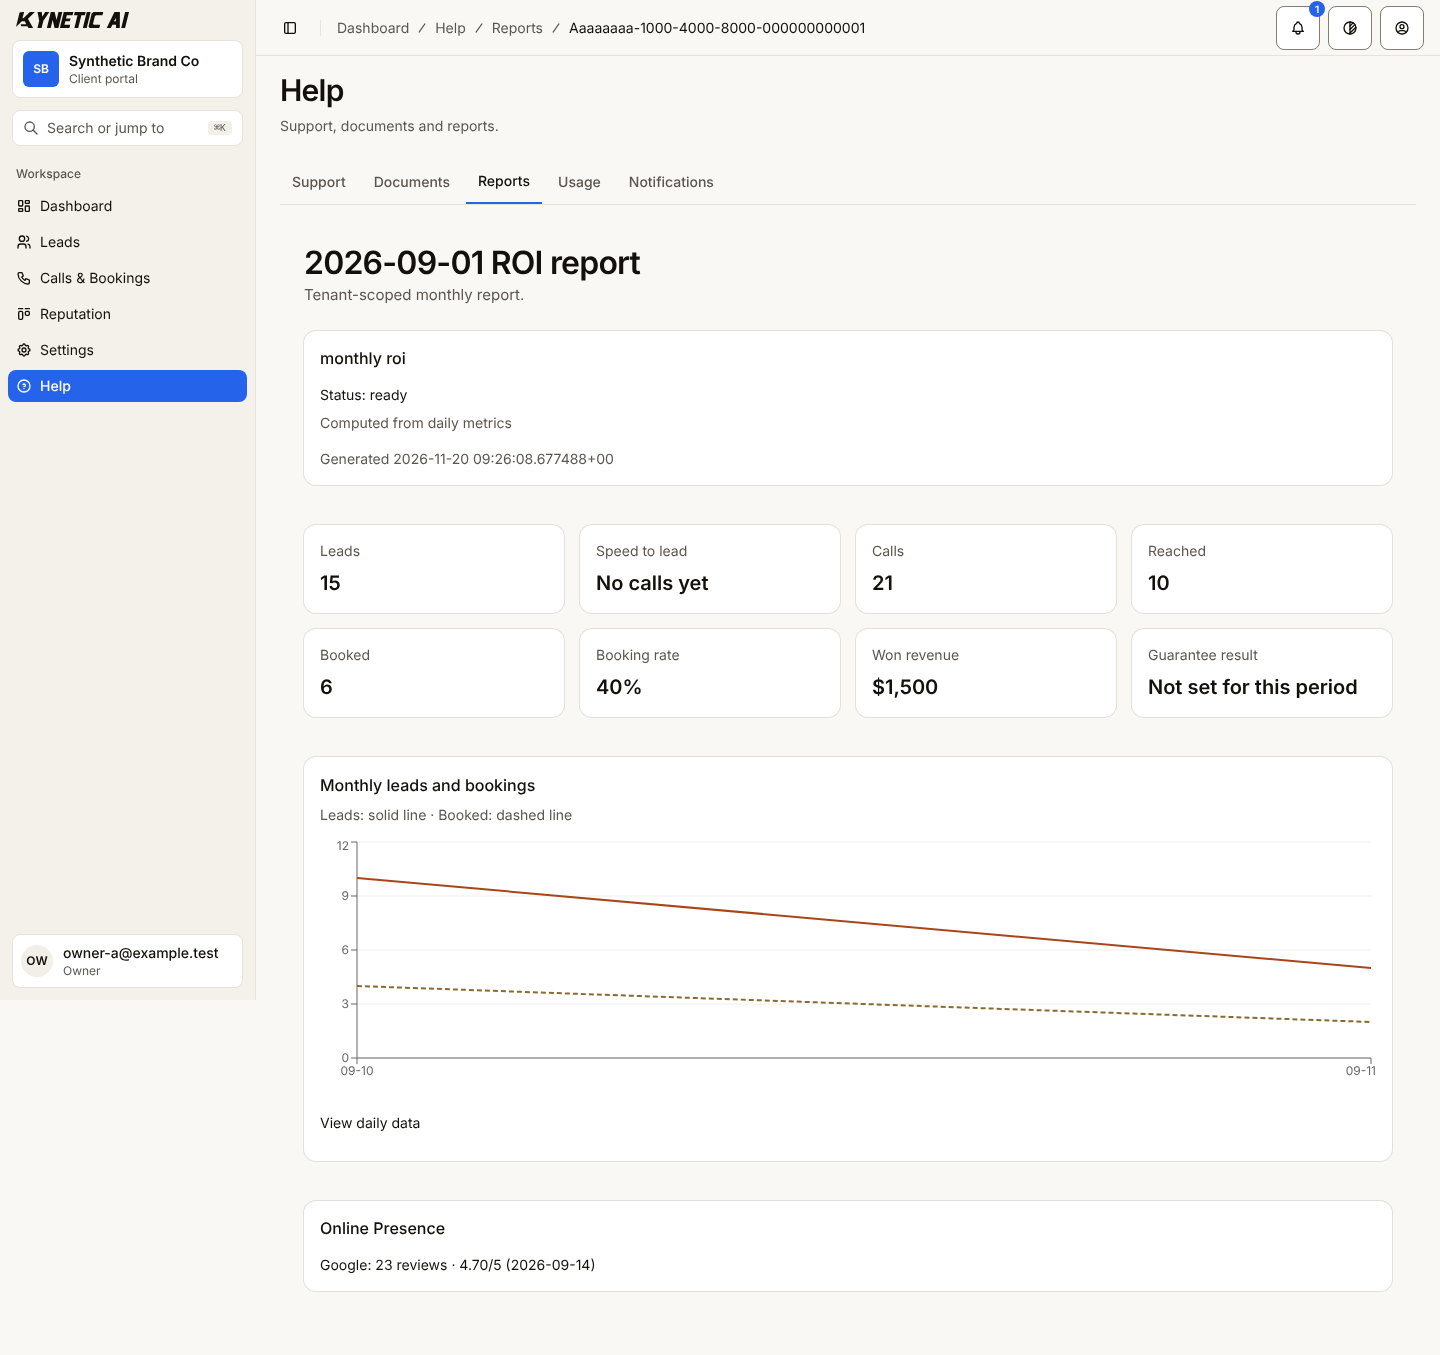 KYNETIC AI
SB
Synthetic Brand Co
Client portal
Search or jump to
⌘K
Workspace
Dashboard
Leads
Calls & Bookings
Reputation
Settings
Help
OW
owner-a@example.test
Owner
Dashboard / Help / Reports / Aaaaaaaa-1000-4000-8000-000000000001
1
Help
Support, documents and reports.
Support Documents Reports Usage Notifications
2026-09-01 ROI report
Tenant-scoped monthly report.
monthly roi
Status: ready
Computed from daily metrics
Generated 2026-11-20 09:26:08.677488+00
Leads
15
Speed to lead
No calls yet
Calls
21
Reached
10
Booked
6
Booking rate
40%
Won revenue
$1,500
Guarantee result
Not set for this period
Monthly leads and bookings
Leads: solid line · Booked: dashed line
12
9
6
3
0
09-10 09-11
View daily data
Online Presence
Google: 23 reviews · 4.70/5 (2026-09-14)